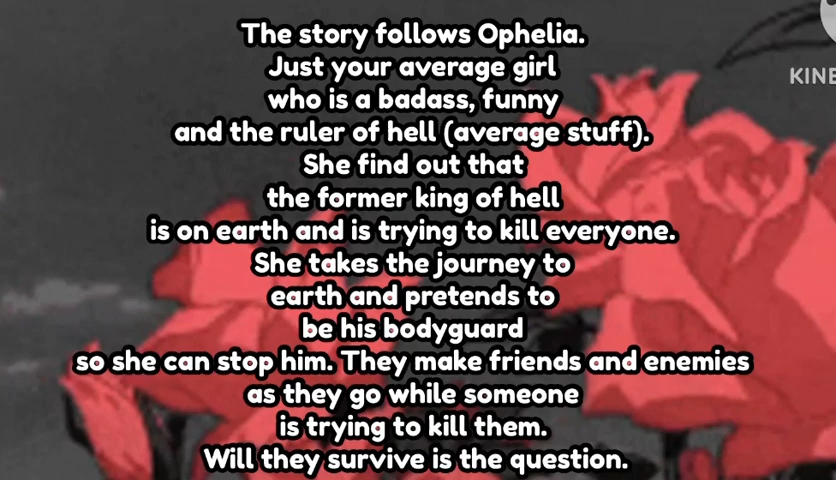 The story follows Ophelia.
Just your average girl
who is a badass, funny
and the ruler of hell (average stuff).
She find out that
the former king of hell
is on earth and is trying to kill everyone.
She takes the journey to
earth and pretends to
be his bodyguard
so she can stop him. They make friends and enemies
as they go while someone
is trying to kill them.
Will they survive is the question.
KINE